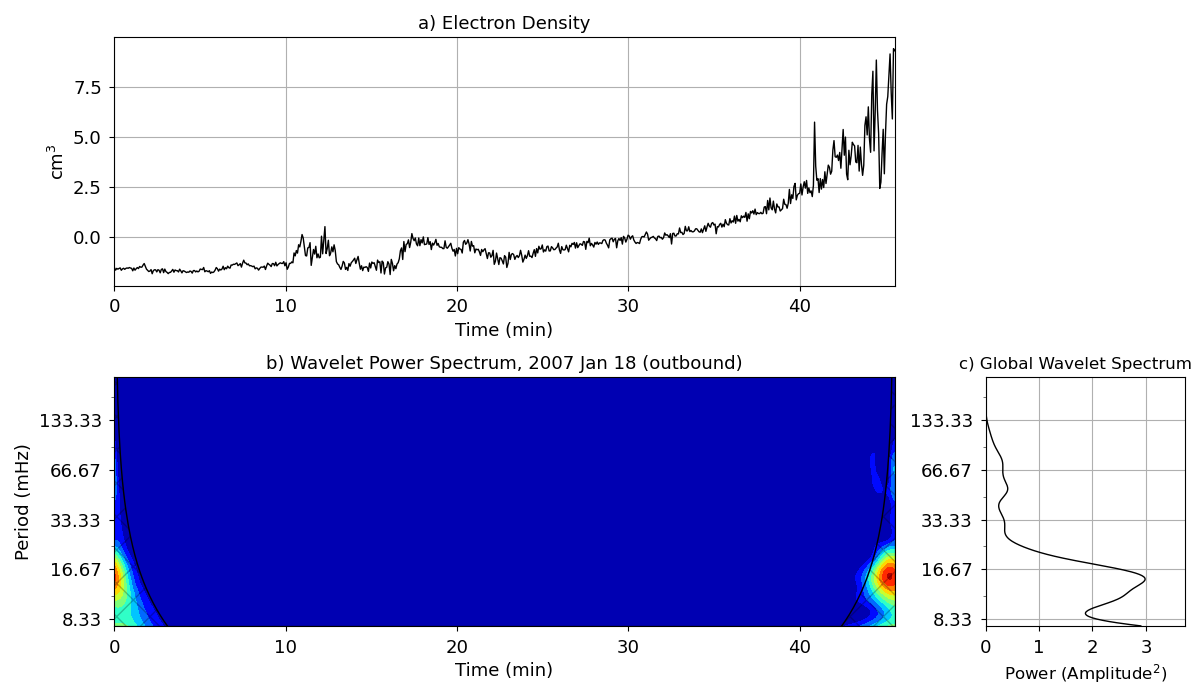 a) Electron Density
cm³
7.5
5.0
2.5
0.0
0 10 20 30 40
Time (min)
b) Wavelet Power Spectrum, 2007 Jan 18 (outbound)
Period (mHz)
133.33
66.67
33.33
16.67
8.33
0 10 20 30 40
Time (min)
c) Global Wavelet Spectrum
133.33
66.67
33.33
16.67
8.33
0 1 2 3
Power (Amplitude²)